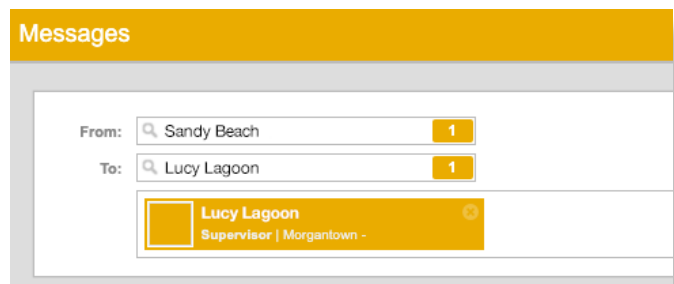 Messages
From: Sandy Beach 1
To: Lucy Lagoon 1
Lucy Lagoon
Supervisor | Morgantown -